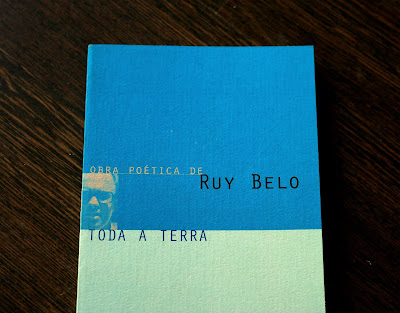 OBRA POÉTICA DE
RUY BELO
TODA A TERRA